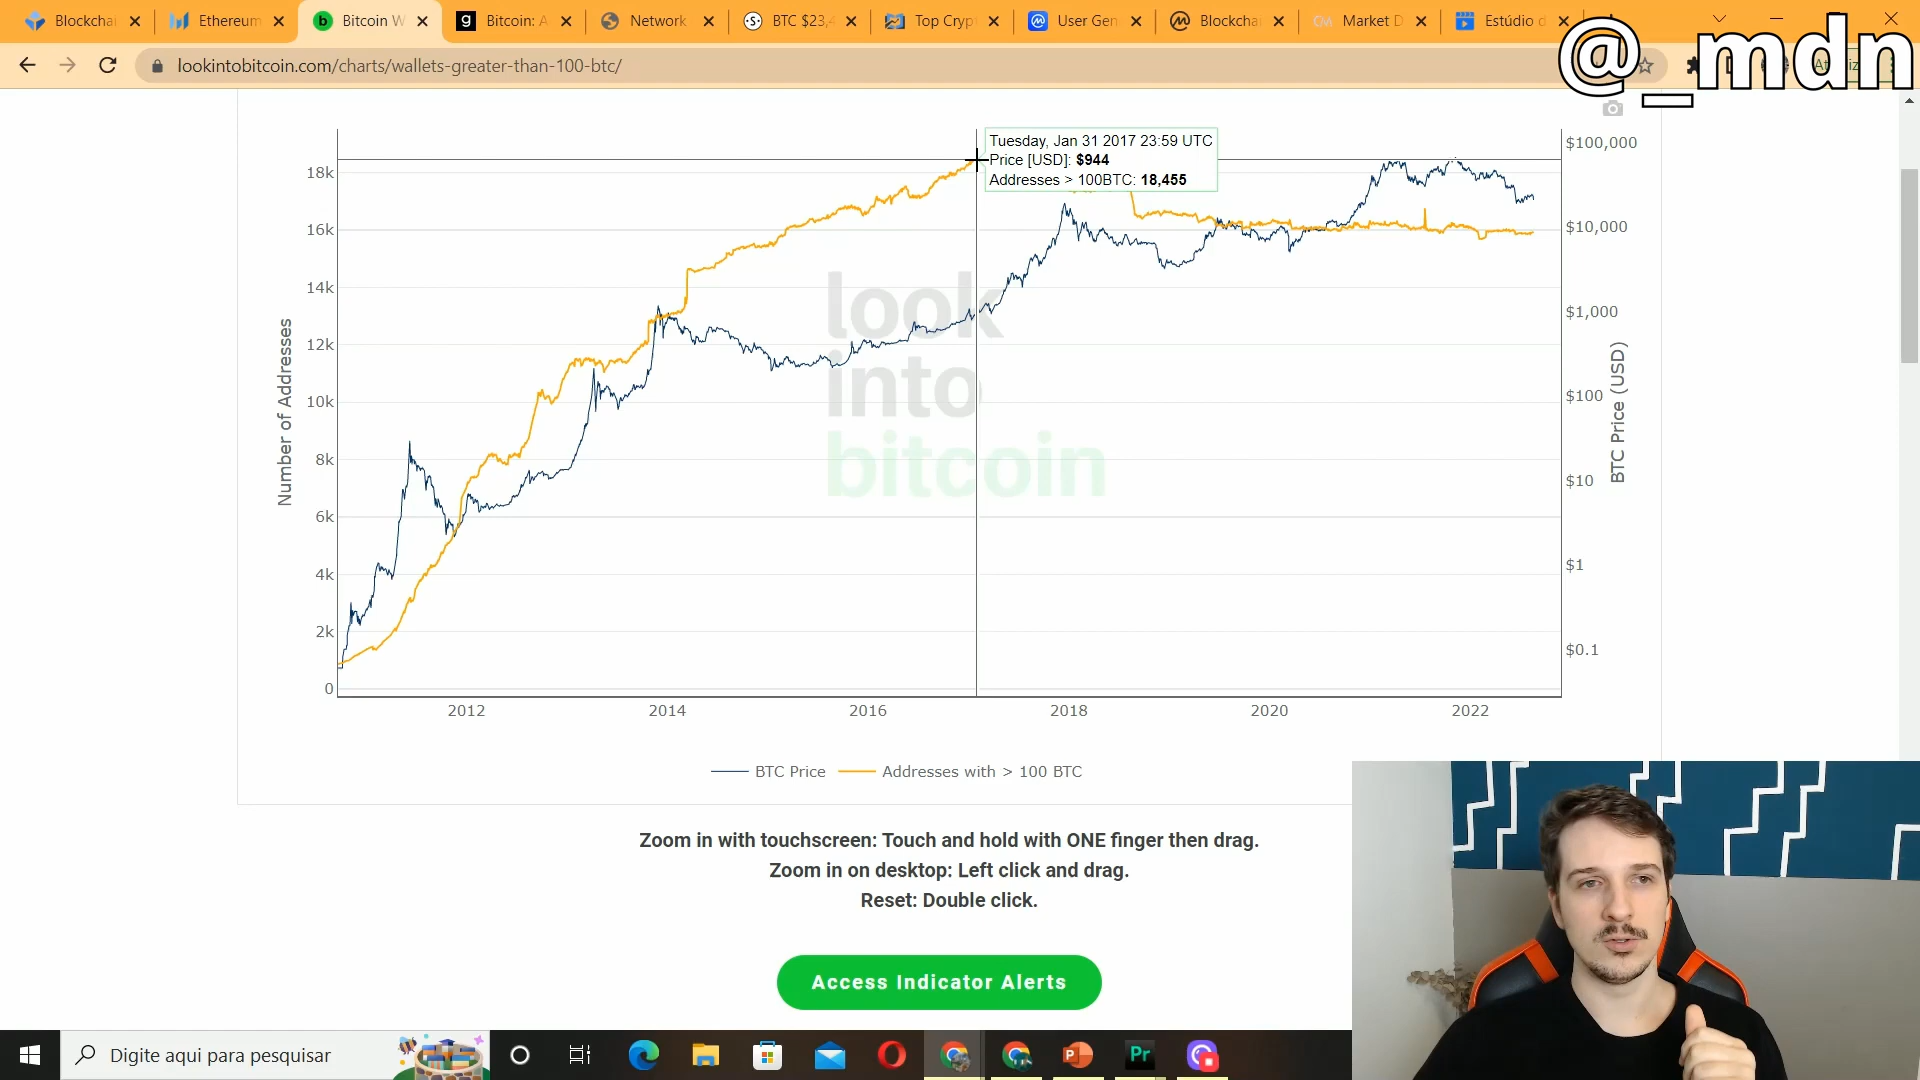 Blockchai
Ethereum
Bitcoin W
Bitcoin: A
Network
BTC $23,4
Top Cryp
User Gen
Blockchai
Market D
Estúdio d
@_mdn
lookintobitcoin.com/charts/wallets-greater-than-100-btc/
Tuesday, Jan 31 2017 23:59 UTC
Price [USD]: $944
Addresses > 100BTC: 18,455
18k
16k
14k
12k
10k
8k
6k
4k
2k
0
Number of Addresses
look
into
bitcoin
$100,000
$10,000
$1,000
$100
$10
$1
$0.1
BTC Price (USD)
2012
2014
2016
2018
2020
2022
BTC Price
Addresses with > 100 BTC
Zoom in with touchscreen: Touch and hold with ONE finger then drag.
Zoom in on desktop: Left click and drag.
Reset: Double click.
Access Indicator Alerts
Digite aqui para pesquisar
Pr